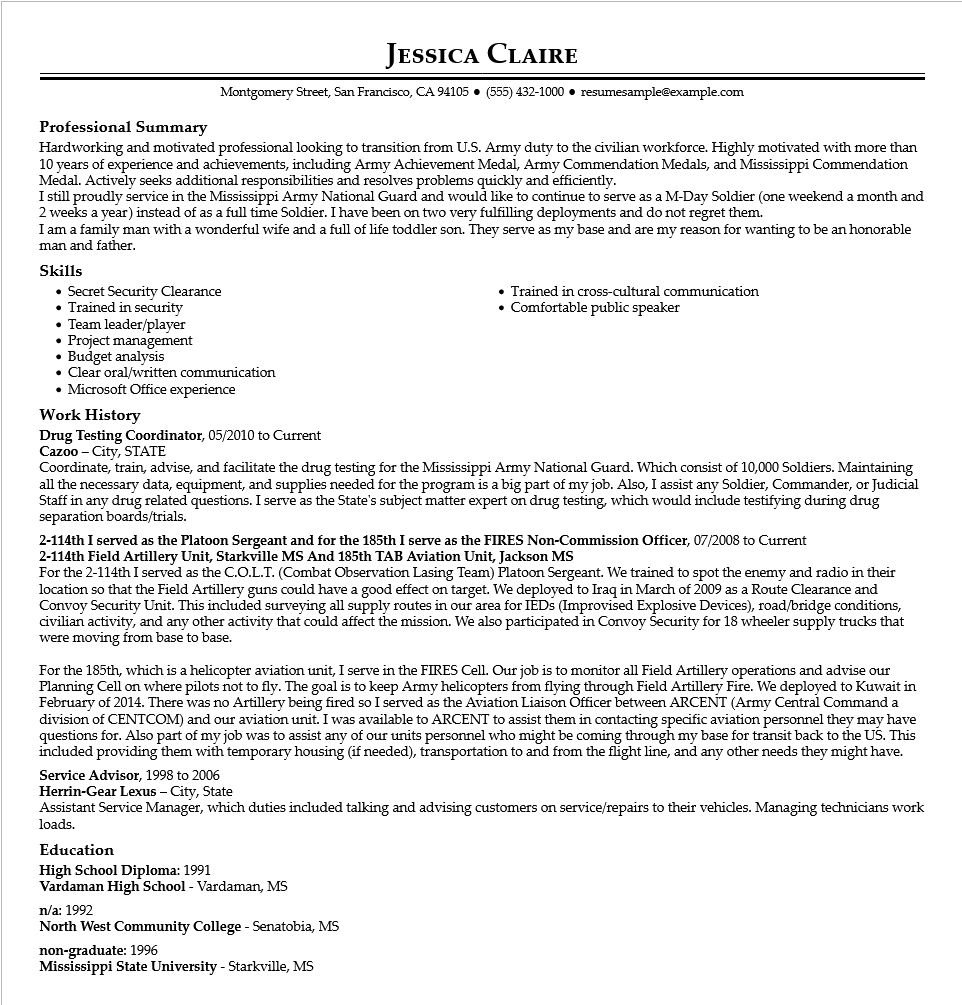 Jessica Claire
Montgomery Street, San Francisco, CA 94105 ● (555) 432-1000 ● resumesample@example.com
Professional Summary
Hardworking and motivated professional looking to transition from U.S. Army duty to the civilian workforce. Highly motivated with more than
10 years of experience and achievements, including Army Achievement Medal, Army Commendation Medals, and Mississippi Commendation
Medal. Actively seeks additional responsibilities and resolves problems quickly and efficiently.
I still proudly service in the Mississippi Army National Guard and would like to continue to serve as a M-Day Soldier (one weekend a month and
2 weeks a year) instead of as a full time Soldier. I have been on two very fulfilling deployments and do not regret them.
I am a family man with a wonderful wife and a full of life toddler son. They serve as my base and are my reason for wanting to be an honorable
man and father.
Skills
• Secret Security Clearance
• Trained in security
• Team leader/player
• Project management
• Budget analysis
• Clear oral/written communication
• Microsoft Office experience
• Trained in cross-cultural communication
• Comfortable public speaker
Work History
Drug Testing Coordinator, 05/2010 to Current
Cazoo – City, STATE
Coordinate, train, advise, and facilitate the drug testing for the Mississippi Army National Guard. Which consist of 10,000 Soldiers. Maintaining
all the necessary data, equipment, and supplies needed for the program is a big part of my job. Also, I assist any Soldier, Commander, or Judicial
Staff in any drug related questions. I serve as the State's subject matter expert on drug testing, which would include testifying during drug
separation boards/trials.
2-114th I served as the Platoon Sergeant and for the 185th I serve as the FIRES Non-Commission Officer, 07/2008 to Current
2-114th Field Artillery Unit, Starkville MS And 185th TAB Aviation Unit, Jackson MS
For the 2-114th I served as the C.O.L.T. (Combat Observation Lasing Team) Platoon Sergeant. We trained to spot the enemy and radio in their
location so that the Field Artillery guns could have a good effect on target. We deployed to Iraq in March of 2009 as a Route Clearance and
Convoy Security Unit. This included surveying all supply routes in our area for IEDs (Improvised Explosive Devices), road/bridge conditions,
civilian activity, and any other activity that could affect the mission. We also participated in Convoy Security for 18 wheeler supply trucks that
were moving from base to base.
For the 185th, which is a helicopter aviation unit, I serve in the FIRES Cell. Our job is to monitor all Field Artillery operations and advise our
Planning Cell on where pilots not to fly. The goal is to keep Army helicopters from flying through Field Artillery Fire. We deployed to Kuwait in
February of 2014. There was no Artillery being fired so I served as the Aviation Liaison Officer between ARCENT (Army Central Command a
division of CENTCOM) and our aviation unit. I was available to ARCENT to assist them in contacting specific aviation personnel they may have
questions for. Also part of my job was to assist any of our units personnel who might be coming through my base for transit back to the US. This
included providing them with temporary housing (if needed), transportation to and from the flight line, and any other needs they might have.
Service Advisor, 1998 to 2006
Herrin-Gear Lexus – City, State
Assistant Service Manager, which duties included talking and advising customers on service/repairs to their vehicles. Managing technicians work
loads.
Education
High School Diploma: 1991
Vardaman High School - Vardaman, MS
n/a: 1992
North West Community College - Senatobia, MS
non-graduate: 1996
Mississippi State University - Starkville, MS